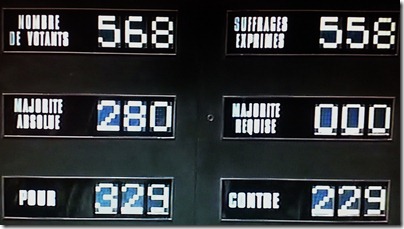 NOMBRE DE VOTANTS 568
SUFFRAGES EXPRIMES 558
MAJORITE ABSOLUE 280
MAJORITE REQUISE 000
POUR 329
CONTRE 229